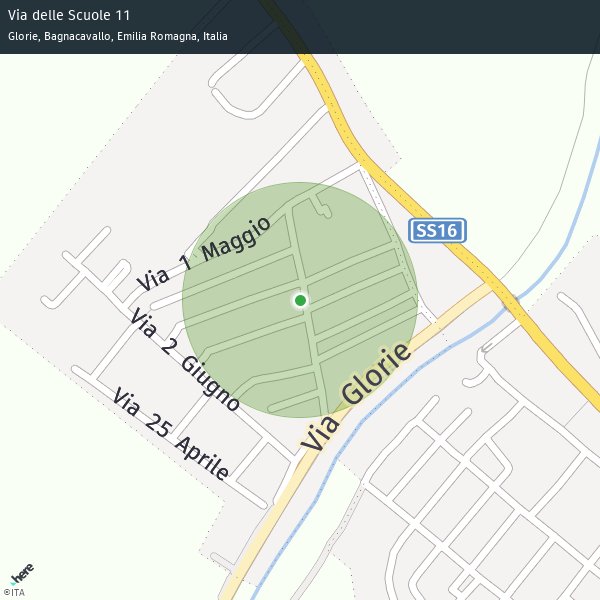 Via delle Scuole 11
Glorie, Bagnacavallo, Emilia Romagna, Italia
SS16
Via 1 Maggio
Via 2 Giugno
Via Glorie
Via 25 Aprile
here
©ITA